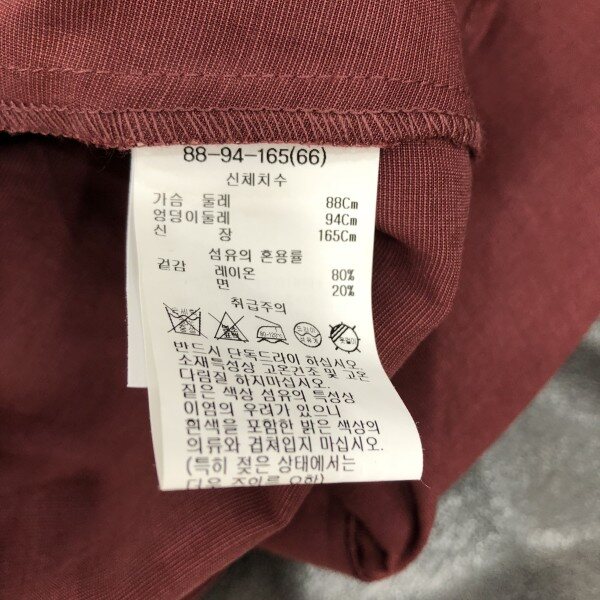 88-94-165(66)
신체치수
가슴 둘레 88Cm
엉덩이둘레 94Cm
신 장 165Cm
섬유의 혼용률
겉감 레이온 80%
면 20%
취급주의
드라이
반드시 단독드라이 하십시오
소재특성상 고온건조 및 고온
다림질 하지마십시오.
짙은 색상 섬유의 특성상
이염의 우려가 있으니
흰색을 포함한 밝은 색상의
의류와 겹쳐입지 마십시오.
(특히 젖은 상태에서는